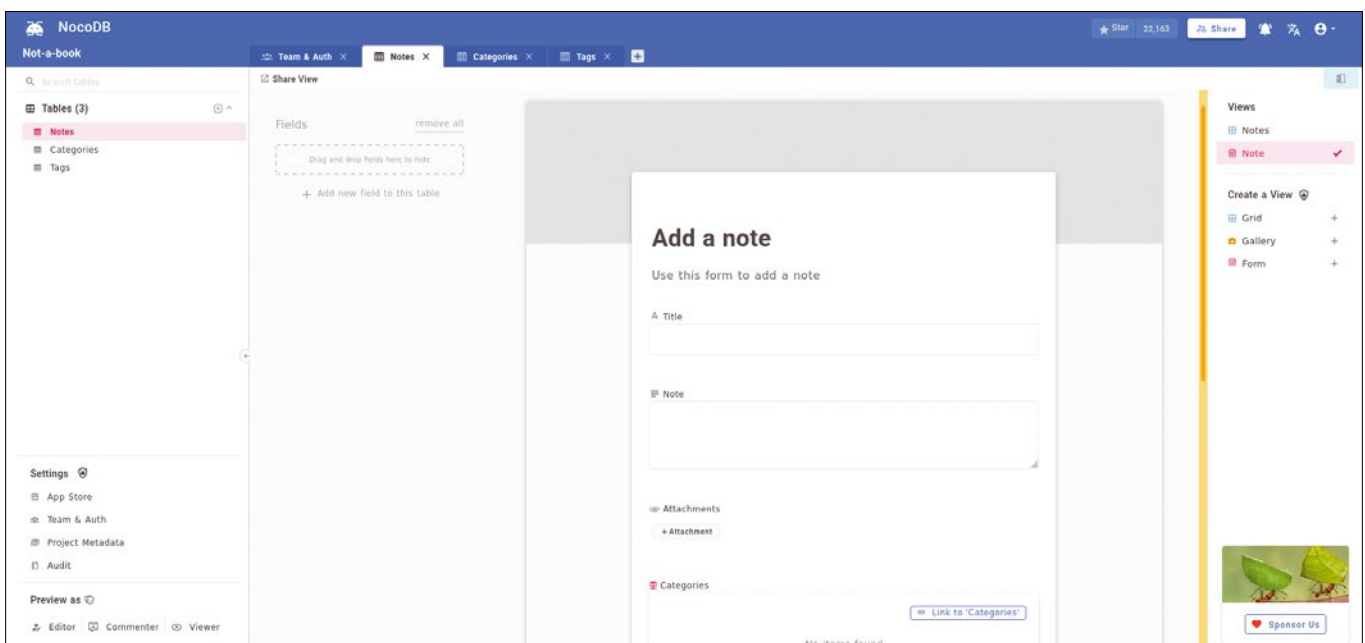 NocoDB
Star 22,163
Share
Not-a-book
Team & Auth
Notes
Categories
Tags
Search tables
Share View
Tables (3)
Notes
Categories
Tags
Fields remove all
Drag and drop fields here to hide
+ Add new field to this table
Add a note
Use this form to add a note
Title
Note
Attachments
+ Attachment
Categories
Link to 'Categories'
No items found
Views
Notes
Note
Create a View
Grid +
Gallery +
Form +
Settings
App Store
Team & Auth
Project Metadata
Audit
Preview as
Editor Commenter Viewer
Sponsor Us